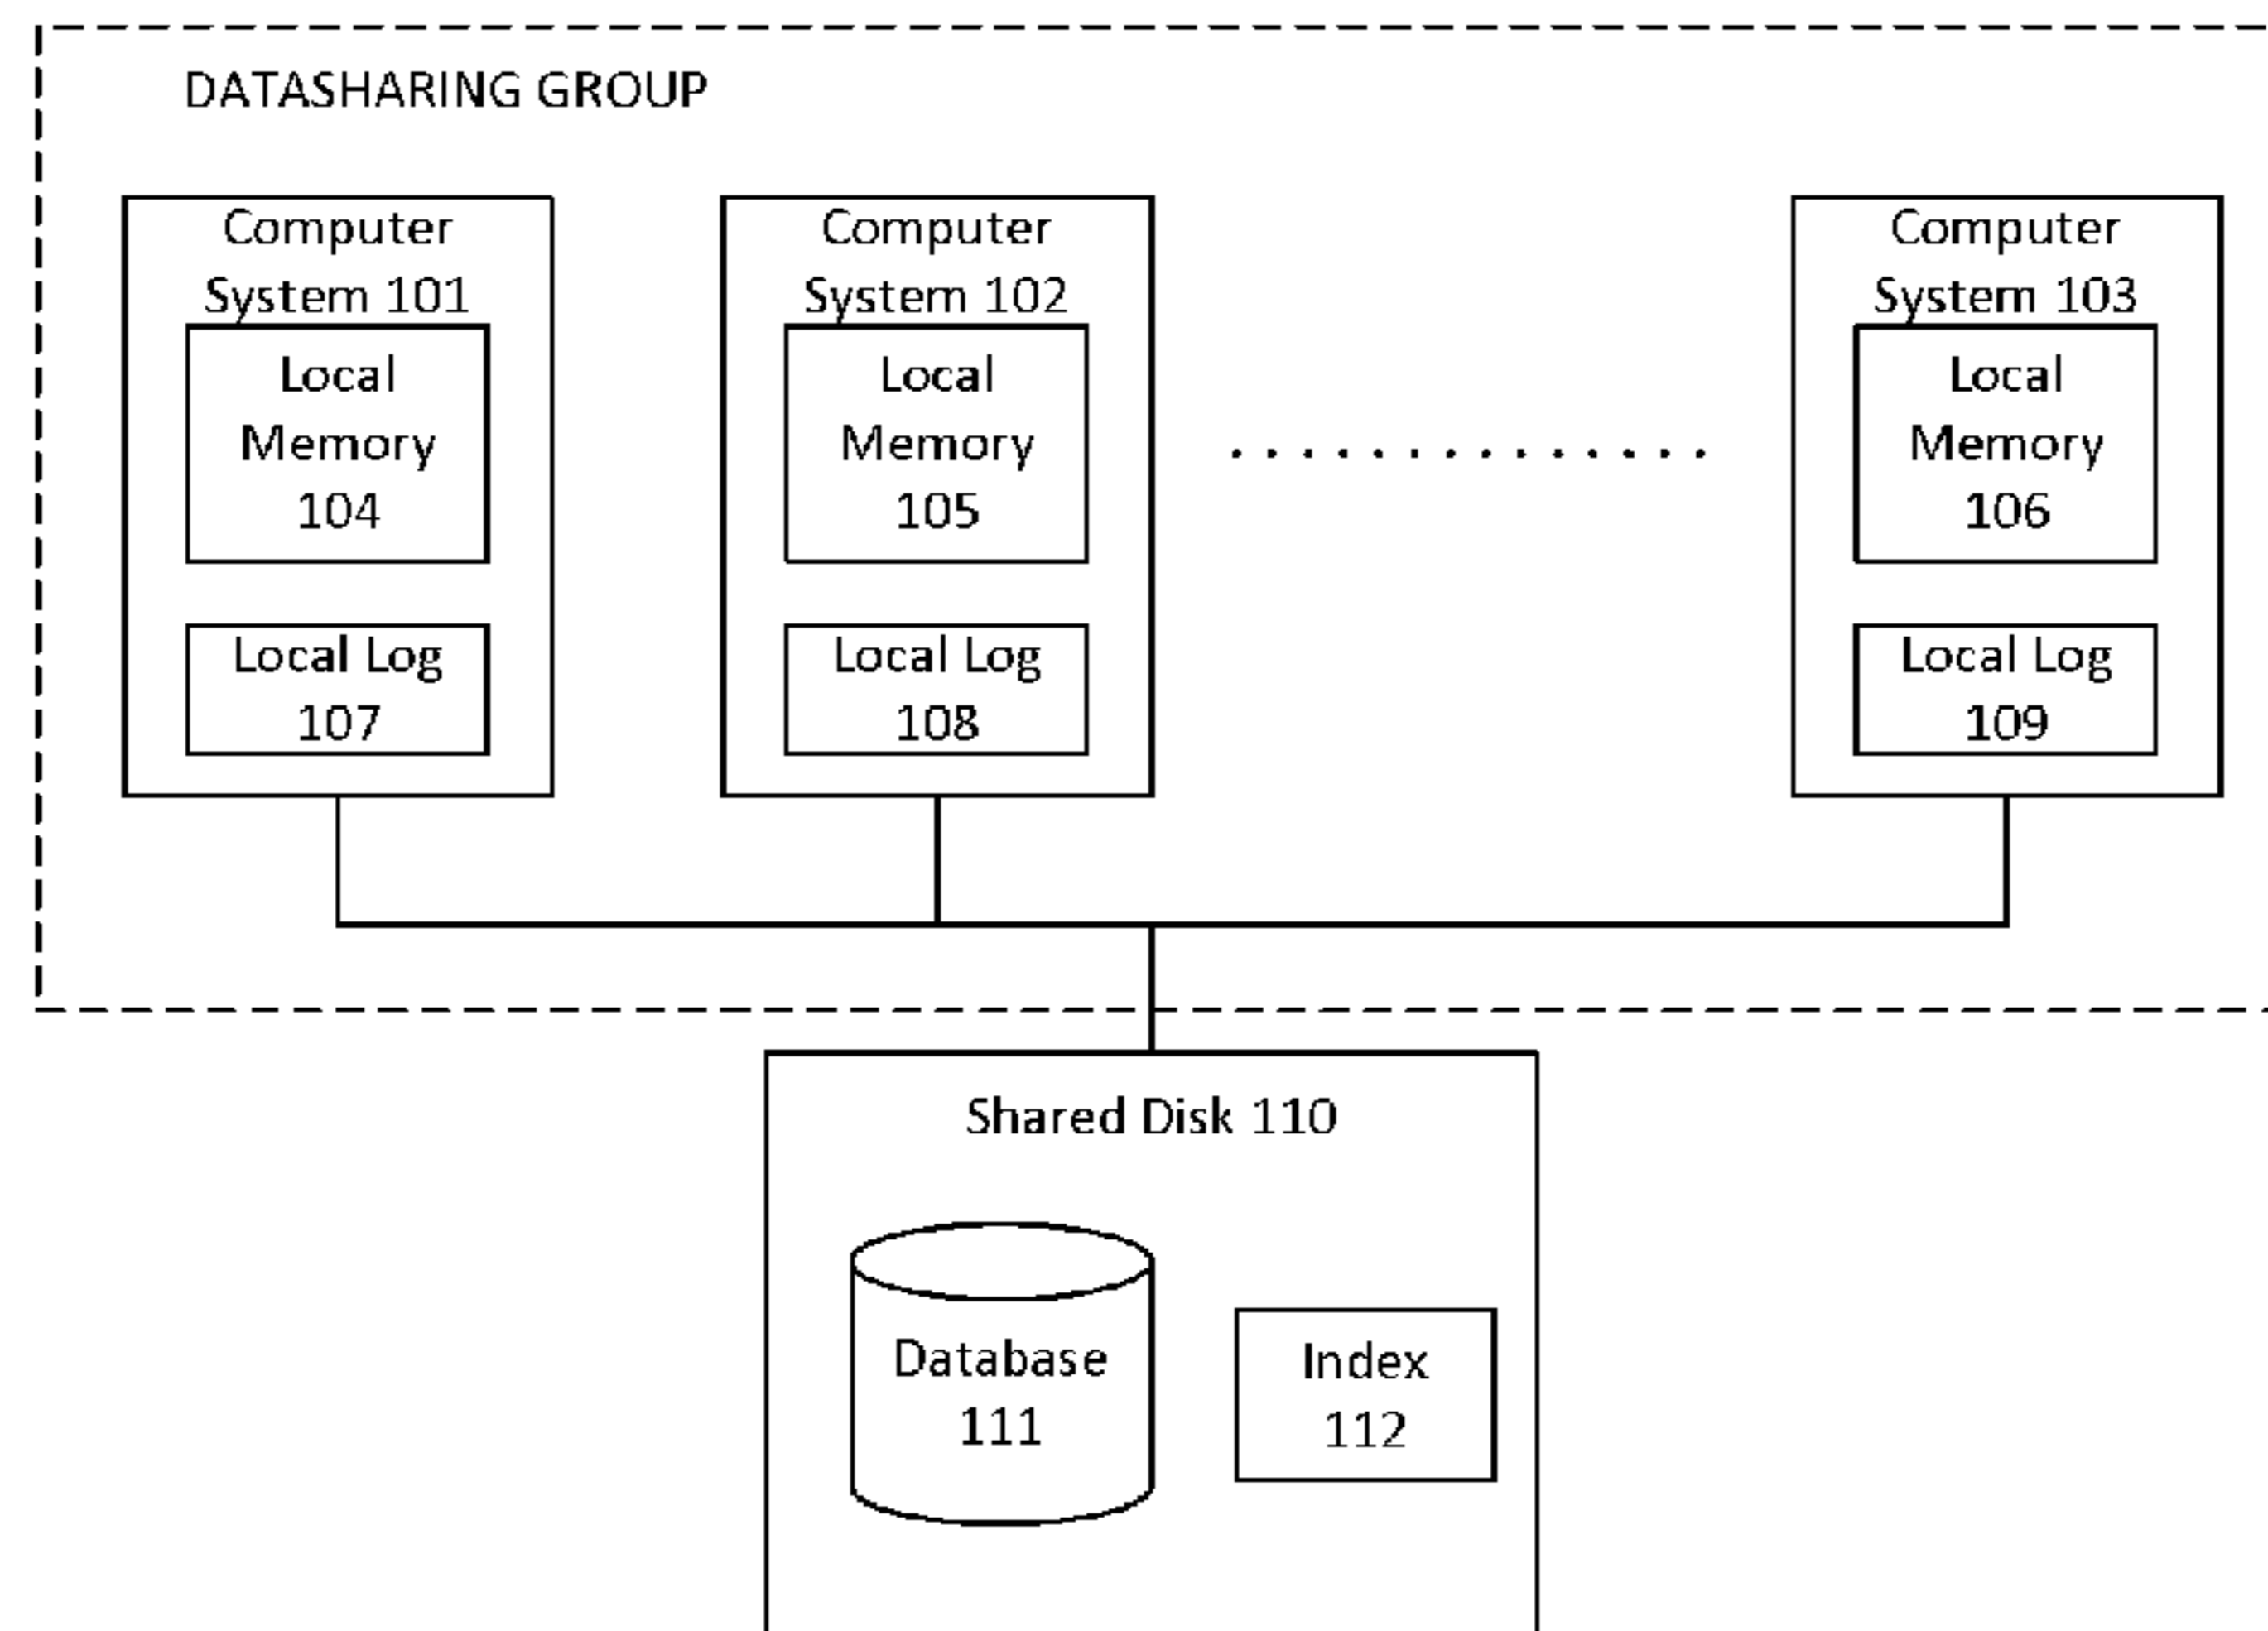 DATASHARING GROUP
Computer
System 101
Local
Memory
104
Local Log
107
Computer
System 102
Local
Memory
105
Local Log
108
Computer
System 103
Local
Memory
106
Local Log
109
Shared Disk 110
Database
111
Index
112